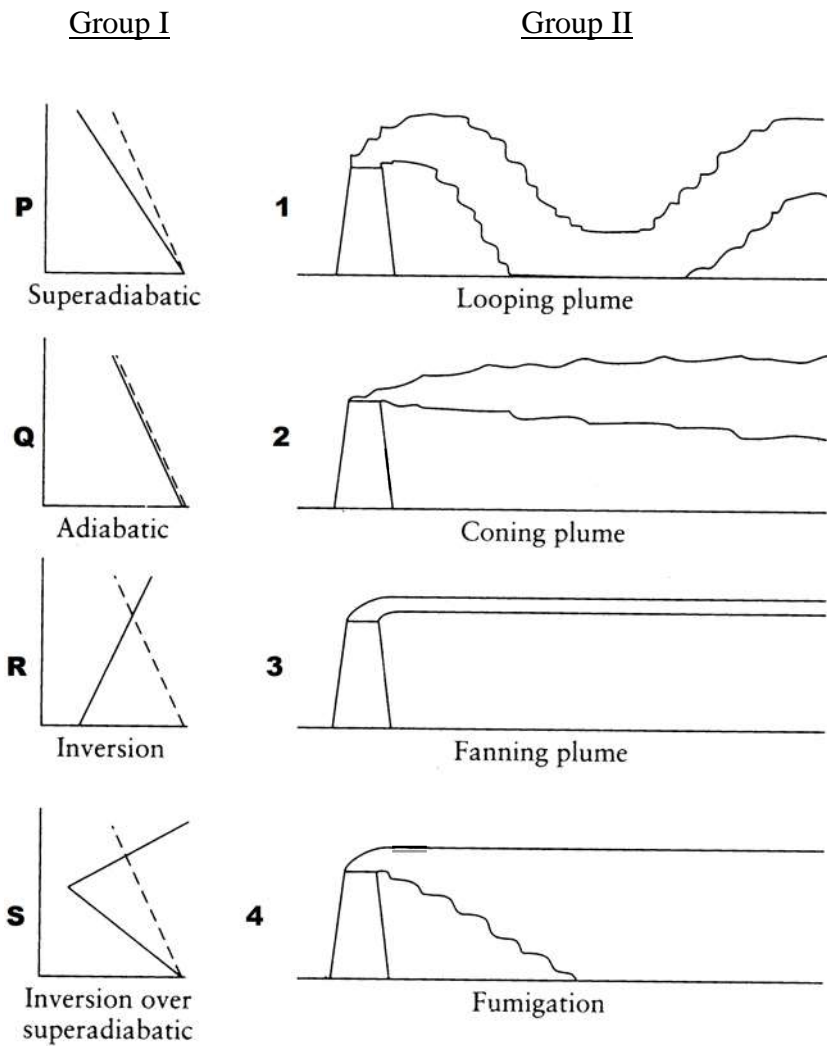 Group I
Group II
P
Superadiabatic
1
Looping plume
Q
Adiabatic
2
Coning plume
R
Inversion
3
Fanning plume
S
Inversion over
superadiabatic
4
Fumigation